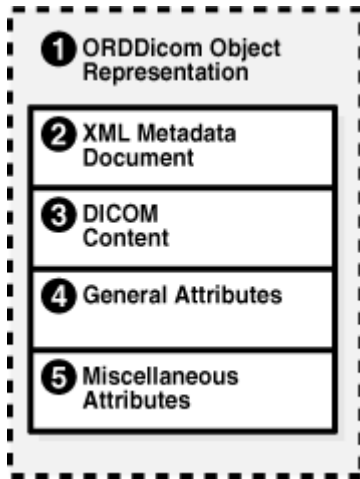 1 ORDDicom Object
Representation
2 XML Metadata
Document
3 DICOM
Content
4 General Attributes
5 Miscellaneous
Attributes